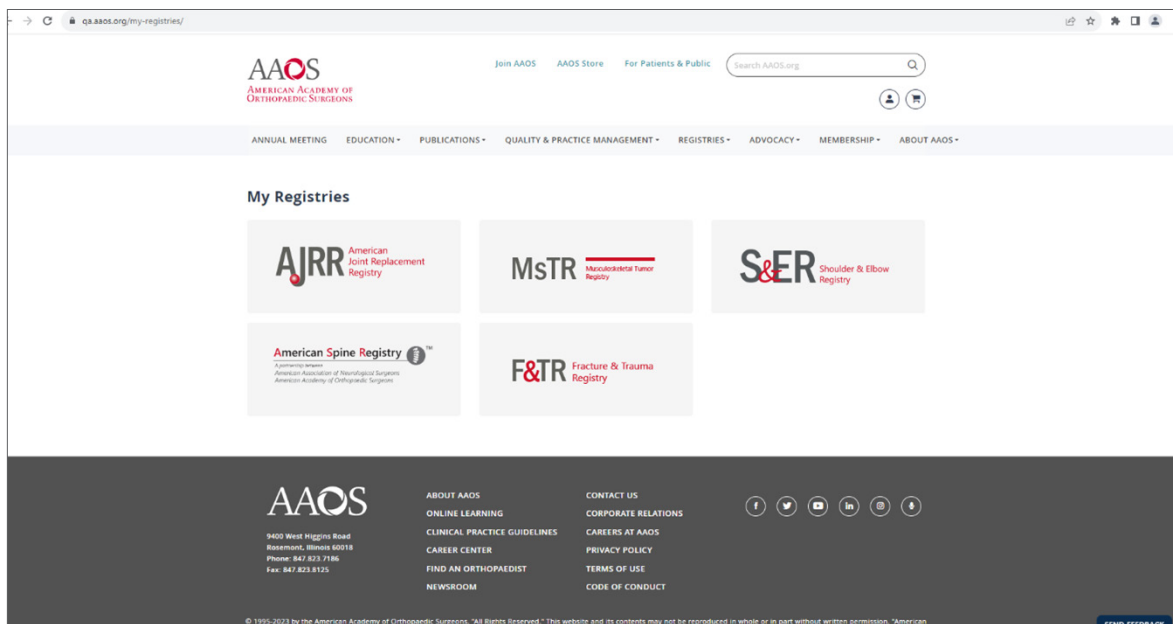 qa.aaos.org/my-registries/
Join AAOS AAOS Store For Patients & Public Search AAOS.org
AAOS
AMERICAN ACADEMY OF
ORTHOPAEDIC SURGEONS
ANNUAL MEETING EDUCATION PUBLICATIONS QUALITY & PRACTICE MANAGEMENT REGISTRIES ADVOCACY MEMBERSHIP ABOUT AAOS
My Registries
AJRR American
Joint Replacement
Registry
MsTR Musculoskeletal Tumor
Registry
S&ER Shoulder & Elbow
Registry
American Spine Registry TM
A partnership between
American Association of Neurological Surgeons
American Academy of Orthopaedic Surgeons
F&TR Fracture & Trauma
Registry
AAOS
9400 West Higgins Road
Rosemont, Illinois 60018
Phone: 847.823.7186
Fax: 847.823.8125
ABOUT AAOS
ONLINE LEARNING
CLINICAL PRACTICE GUIDELINES
CAREER CENTER
FIND AN ORTHOPAEDIST
NEWSROOM
CONTACT US
CORPORATE RELATIONS
CAREERS AT AAOS
PRIVACY POLICY
TERMS OF USE
CODE OF CONDUCT
f in
© 1995-2023 by the American Academy of Orthopaedic Surgeons. "All Rights Reserved." This website and its contents may not be reproduced in whole or in part without written permission. "American
SEND FEEDBACK